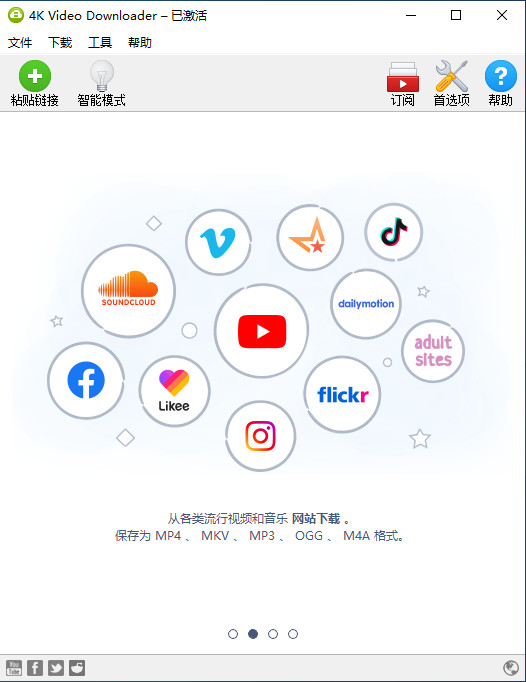 4K Video Downloader – 已激活
文件 下载 工具 帮助
粘贴链接 智能模式 订阅 首选项 帮助
SOUNDCLOUD
dailymotion
adult
sites
Likee
flickr
从各类流行视频和音乐 网站下载 。
保存为 MP4 、 MKV 、 MP3 、 OGG 、 M4A 格式。
You
Tube